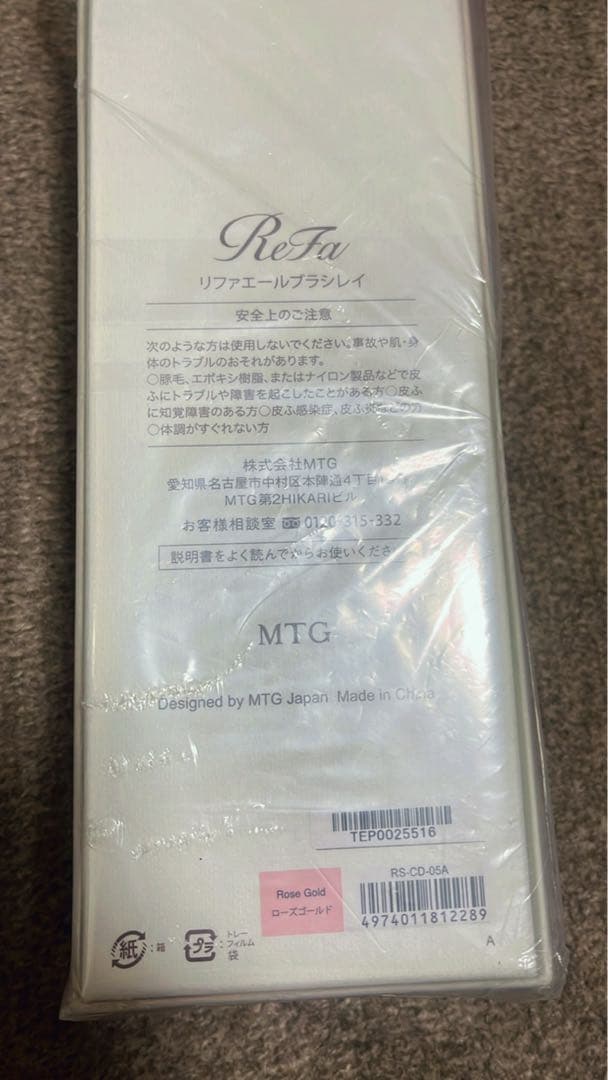 ReFa
リファエールブラシレイ
安全上のご注意
次のような方は使用しないでください。事故や肌・身
体のトラブルのおそれがあります。
○豚毛、エポキシ樹脂、またはナイロン製品などで皮
ふにトラブルや障害を起こしたことがある方○皮ふ
に知覚障害のある方○皮ふ感染症、皮ふ炎などの方
○体調がすぐれない方
株式会社MTG
愛知県名古屋市中村区本陣通4丁目
MTG第2HIKARIビル
お客様相談室 0120-315-332
説明書をよく読んでからお使いくださ
MTG
Designed by MTG Japan Made in China
TEP0025516
RS-CD-05A
Rose Gold
ローズゴールド
4974011812289
紙:箱
プラ:トレー
フィルム
袋
A